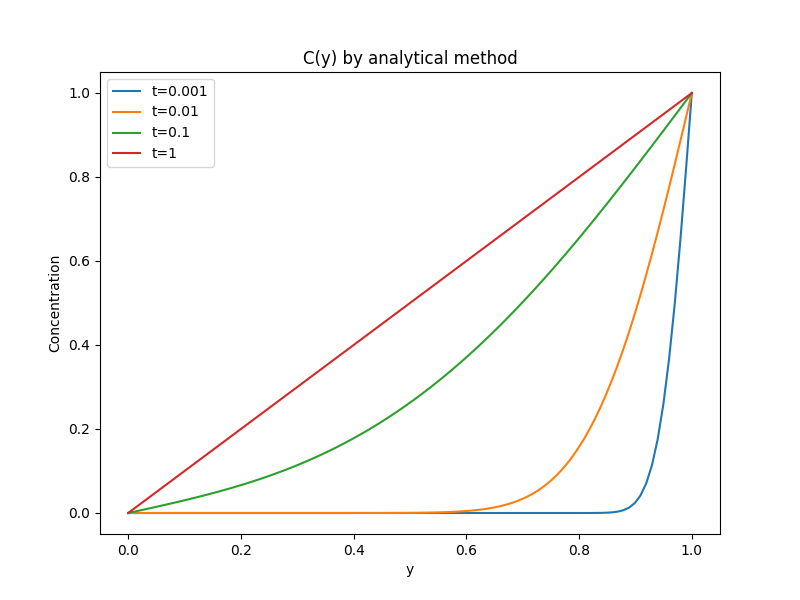 C(y) by analytical method
t=0.001
t=0.01
t=0.1
t=1
1.0
0.8
0.6
0.4
0.2
0.0
Concentration
0.0 0.2 0.4 0.6 0.8 1.0
y